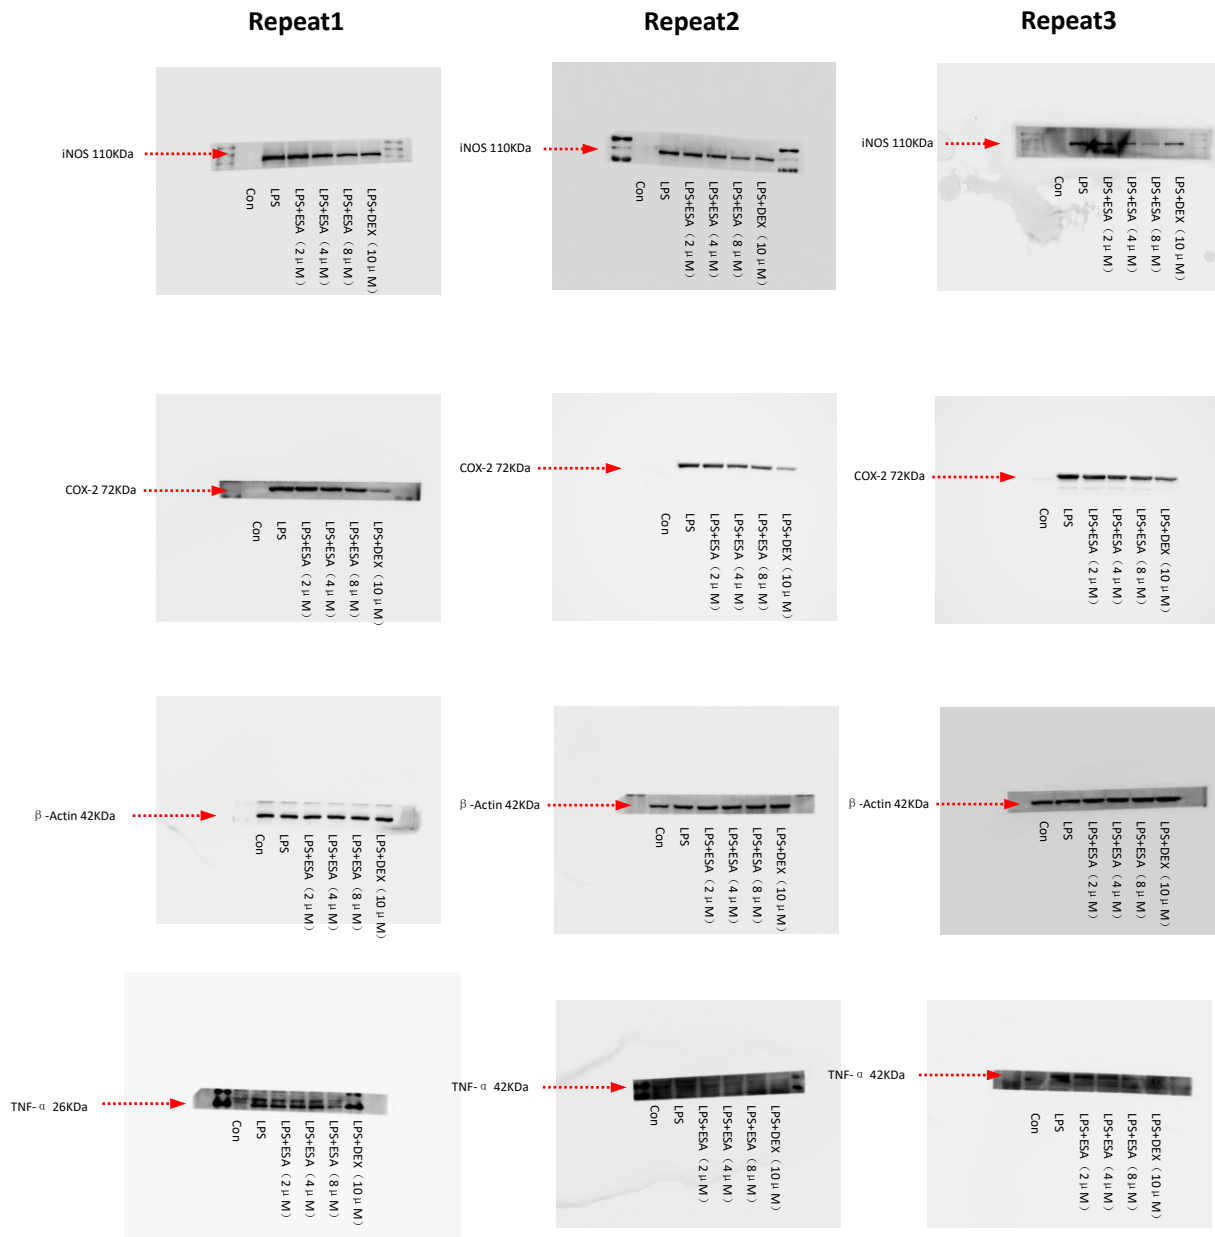 Repeat1
Repeat2
Repeat3
iNOS 110KDa
Con
LPS
LPS+ESA（2μM）
LPS+ESA（4μM）
LPS+ESA（8μM）
LPS+DEX（10μM）
iNOS 110KDa
Con
LPS
LPS+ESA（2μM）
LPS+ESA（4μM）
LPS+ESA（8μM）
LPS+DEX（10μM）
iNOS 110KDa
Con
LPS
LPS+ESA（2μM）
LPS+ESA（4μM）
LPS+ESA（8μM）
LPS+DEX（10μM）
COX-2 72KDa
Con
LPS
LPS+ESA（2μM）
LPS+ESA（4μM）
LPS+ESA（8μM）
LPS+DEX（10μM）
COX-2 72KDa
Con
LPS
LPS+ESA（2μM）
LPS+ESA（4μM）
LPS+ESA（8μM）
LPS+DEX（10μM）
COX-2 72KDa
Con
LPS
LPS+ESA（2μM）
LPS+ESA（4μM）
LPS+ESA（8μM）
LPS+DEX（10μM）
β-Actin 42KDa
Con
LPS
LPS+ESA（2μM）
LPS+ESA（4μM）
LPS+ESA（8μM）
LPS+DEX（10μM）
β-Actin 42KDa
Con
LPS
LPS+ESA（2μM）
LPS+ESA（4μM）
LPS+ESA（8μM）
LPS+DEX（10μM）
β-Actin 42KDa
Con
LPS
LPS+ESA（2μM）
LPS+ESA（4μM）
LPS+ESA（8μM）
LPS+DEX（10μM）
TNF-α 26KDa
Con
LPS
LPS+ESA（2μM）
LPS+ESA（4μM）
LPS+ESA（8μM）
LPS+DEX（10μM）
TNF-α 42KDa
Con
LPS
LPS+ESA（2μM）
LPS+ESA（4μM）
LPS+ESA（8μM）
LPS+DEX（10μM）
TNF-α 42KDa
Con
LPS
LPS+ESA（2μM）
LPS+ESA（4μM）
LPS+ESA（8μM）
LPS+DEX（10μM）